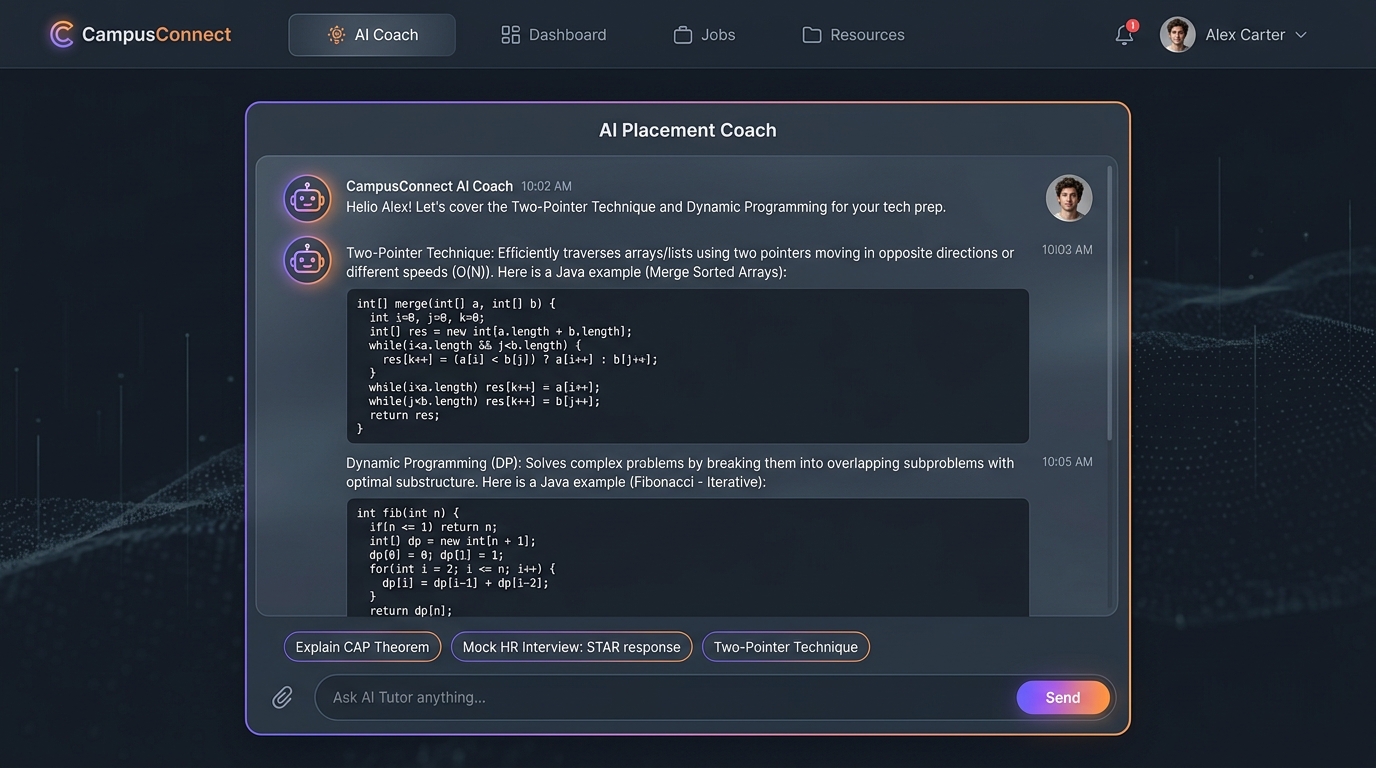 CampusConnect
AI Coach
Dashboard
Jobs
Resources
1
Alex Carter
AI Placement Coach
CampusConnect AI Coach 10:02 AM
Helio Alex! Let's cover the Two-Pointer Technique and Dynamic Programming for your tech prep.
Two-Pointer Technique: Efficiently traverses arrays/lists using two pointers moving in opposite directions or
10:03 AM
different speeds (O(N)). Here is a Java example (Merge Sorted Arrays):
int[] merge(int[] a, int[] b) {
int i=0, j=0, k=0;
int[] res = new int[a.length + b.length];
while(i<a.length && j<b.length) {
res[k++] = (a[i] < b[j]) ? a[i++] : b[j++];
}
while(i<a.length) res[k++] = a[i++];
while(j<b.length) res[k++] = b[j++];
return res;
}
Dynamic Programming (DP): Solves complex problems by breaking them into overlapping subproblems with
10:05 AM
optimal substructure. Here is a Java example (Fibonacci - Iterative):
int fib(int n) {
if(n <= 1) return n;
int[] dp = new int[n + 1];
dp[0] = 0; dp[1] = 1;
for(int i = 2; i <= n; i++) {
dp[i] = dp[i-1] + dp[i-2];
}
return dp[n];
Explain CAP Theorem
Mock HR Interview: STAR response
Two-Pointer Technique
Ask AI Tutor anything...
Send